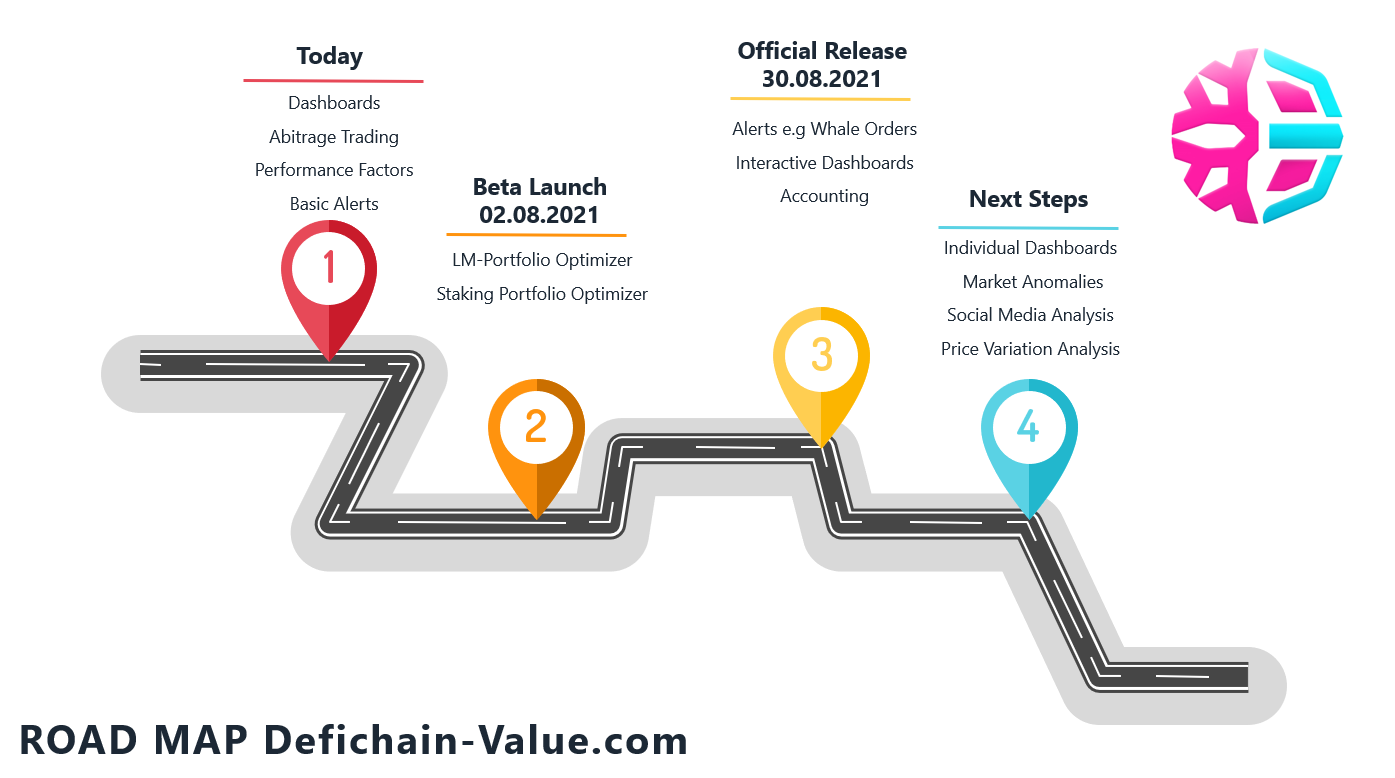 Today
Dashboards
Abitrage Trading
Performance Factors
Basic Alerts
1
Beta Launch
02.08.2021
LM-Portfolio Optimizer
Staking Portfolio Optimizer
2
Official Release
30.08.2021
Alerts e.g Whale Orders
Interactive Dashboards
Accounting
3
Next Steps
Individual Dashboards
Market Anomalies
Social Media Analysis
Price Variation Analysis
4
ROAD MAP Defichain-Value.com